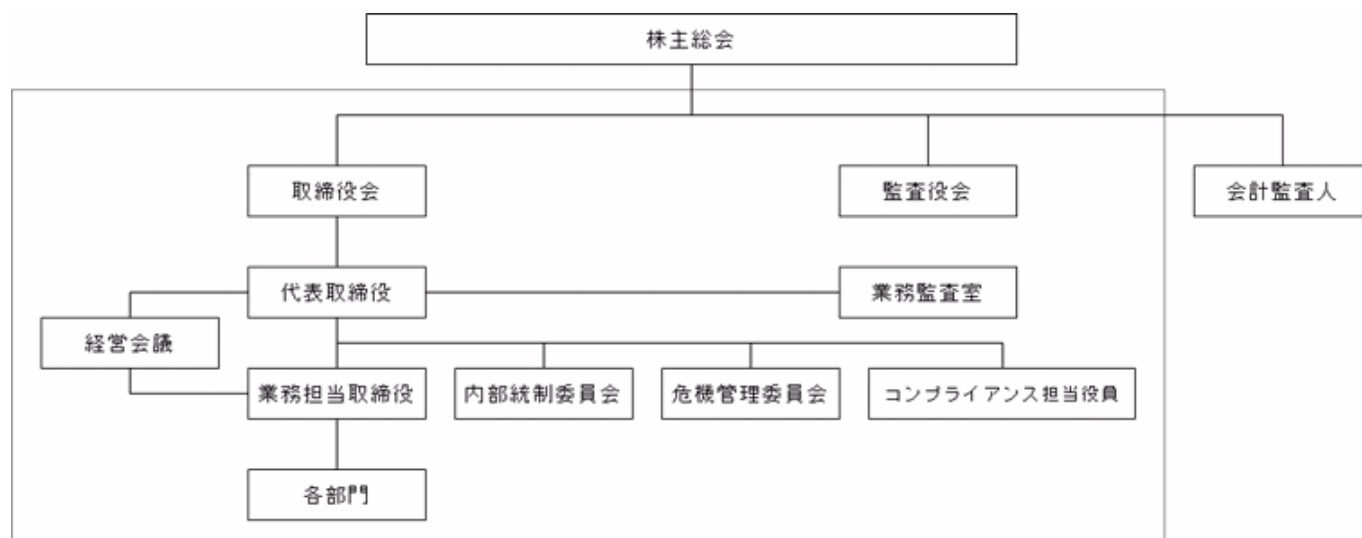 株主総会
取締役会
監査役会
会計監査人
代表取締役
業務監査室
経営会議
業務担当取締役
内部統制委員会
危機管理委員会
コンプライアンス担当役員
各部門